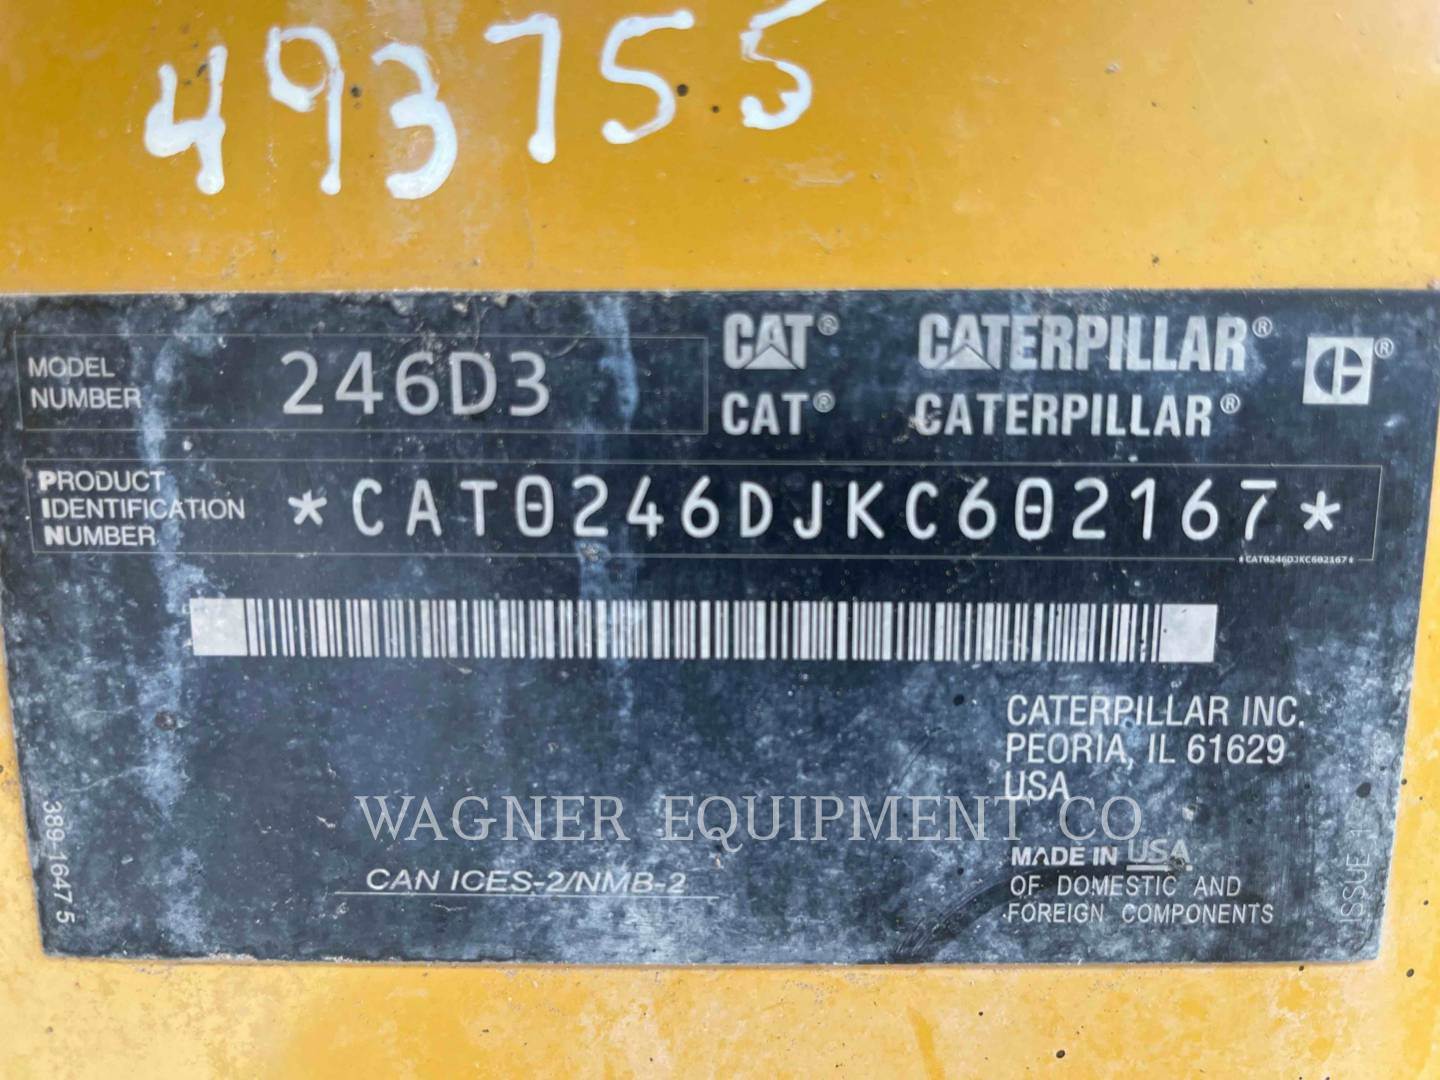 493755
MODEL NUMBER 246D3
CAT® CATERPILLAR®
CAT® CATERPILLAR®
PRODUCT IDENTIFICATION NUMBER *CAT0246DJKC602167*
*CAT0246DJKC602167*
CATERPILLAR INC.
PEORIA, IL 61629
USA
WAGNER EQUIPMENT CO
MADE IN USA
OF DOMESTIC AND
FOREIGN COMPONENTS
CAN ICES-2/NMB-2
389-1647 5
ISSUE 1